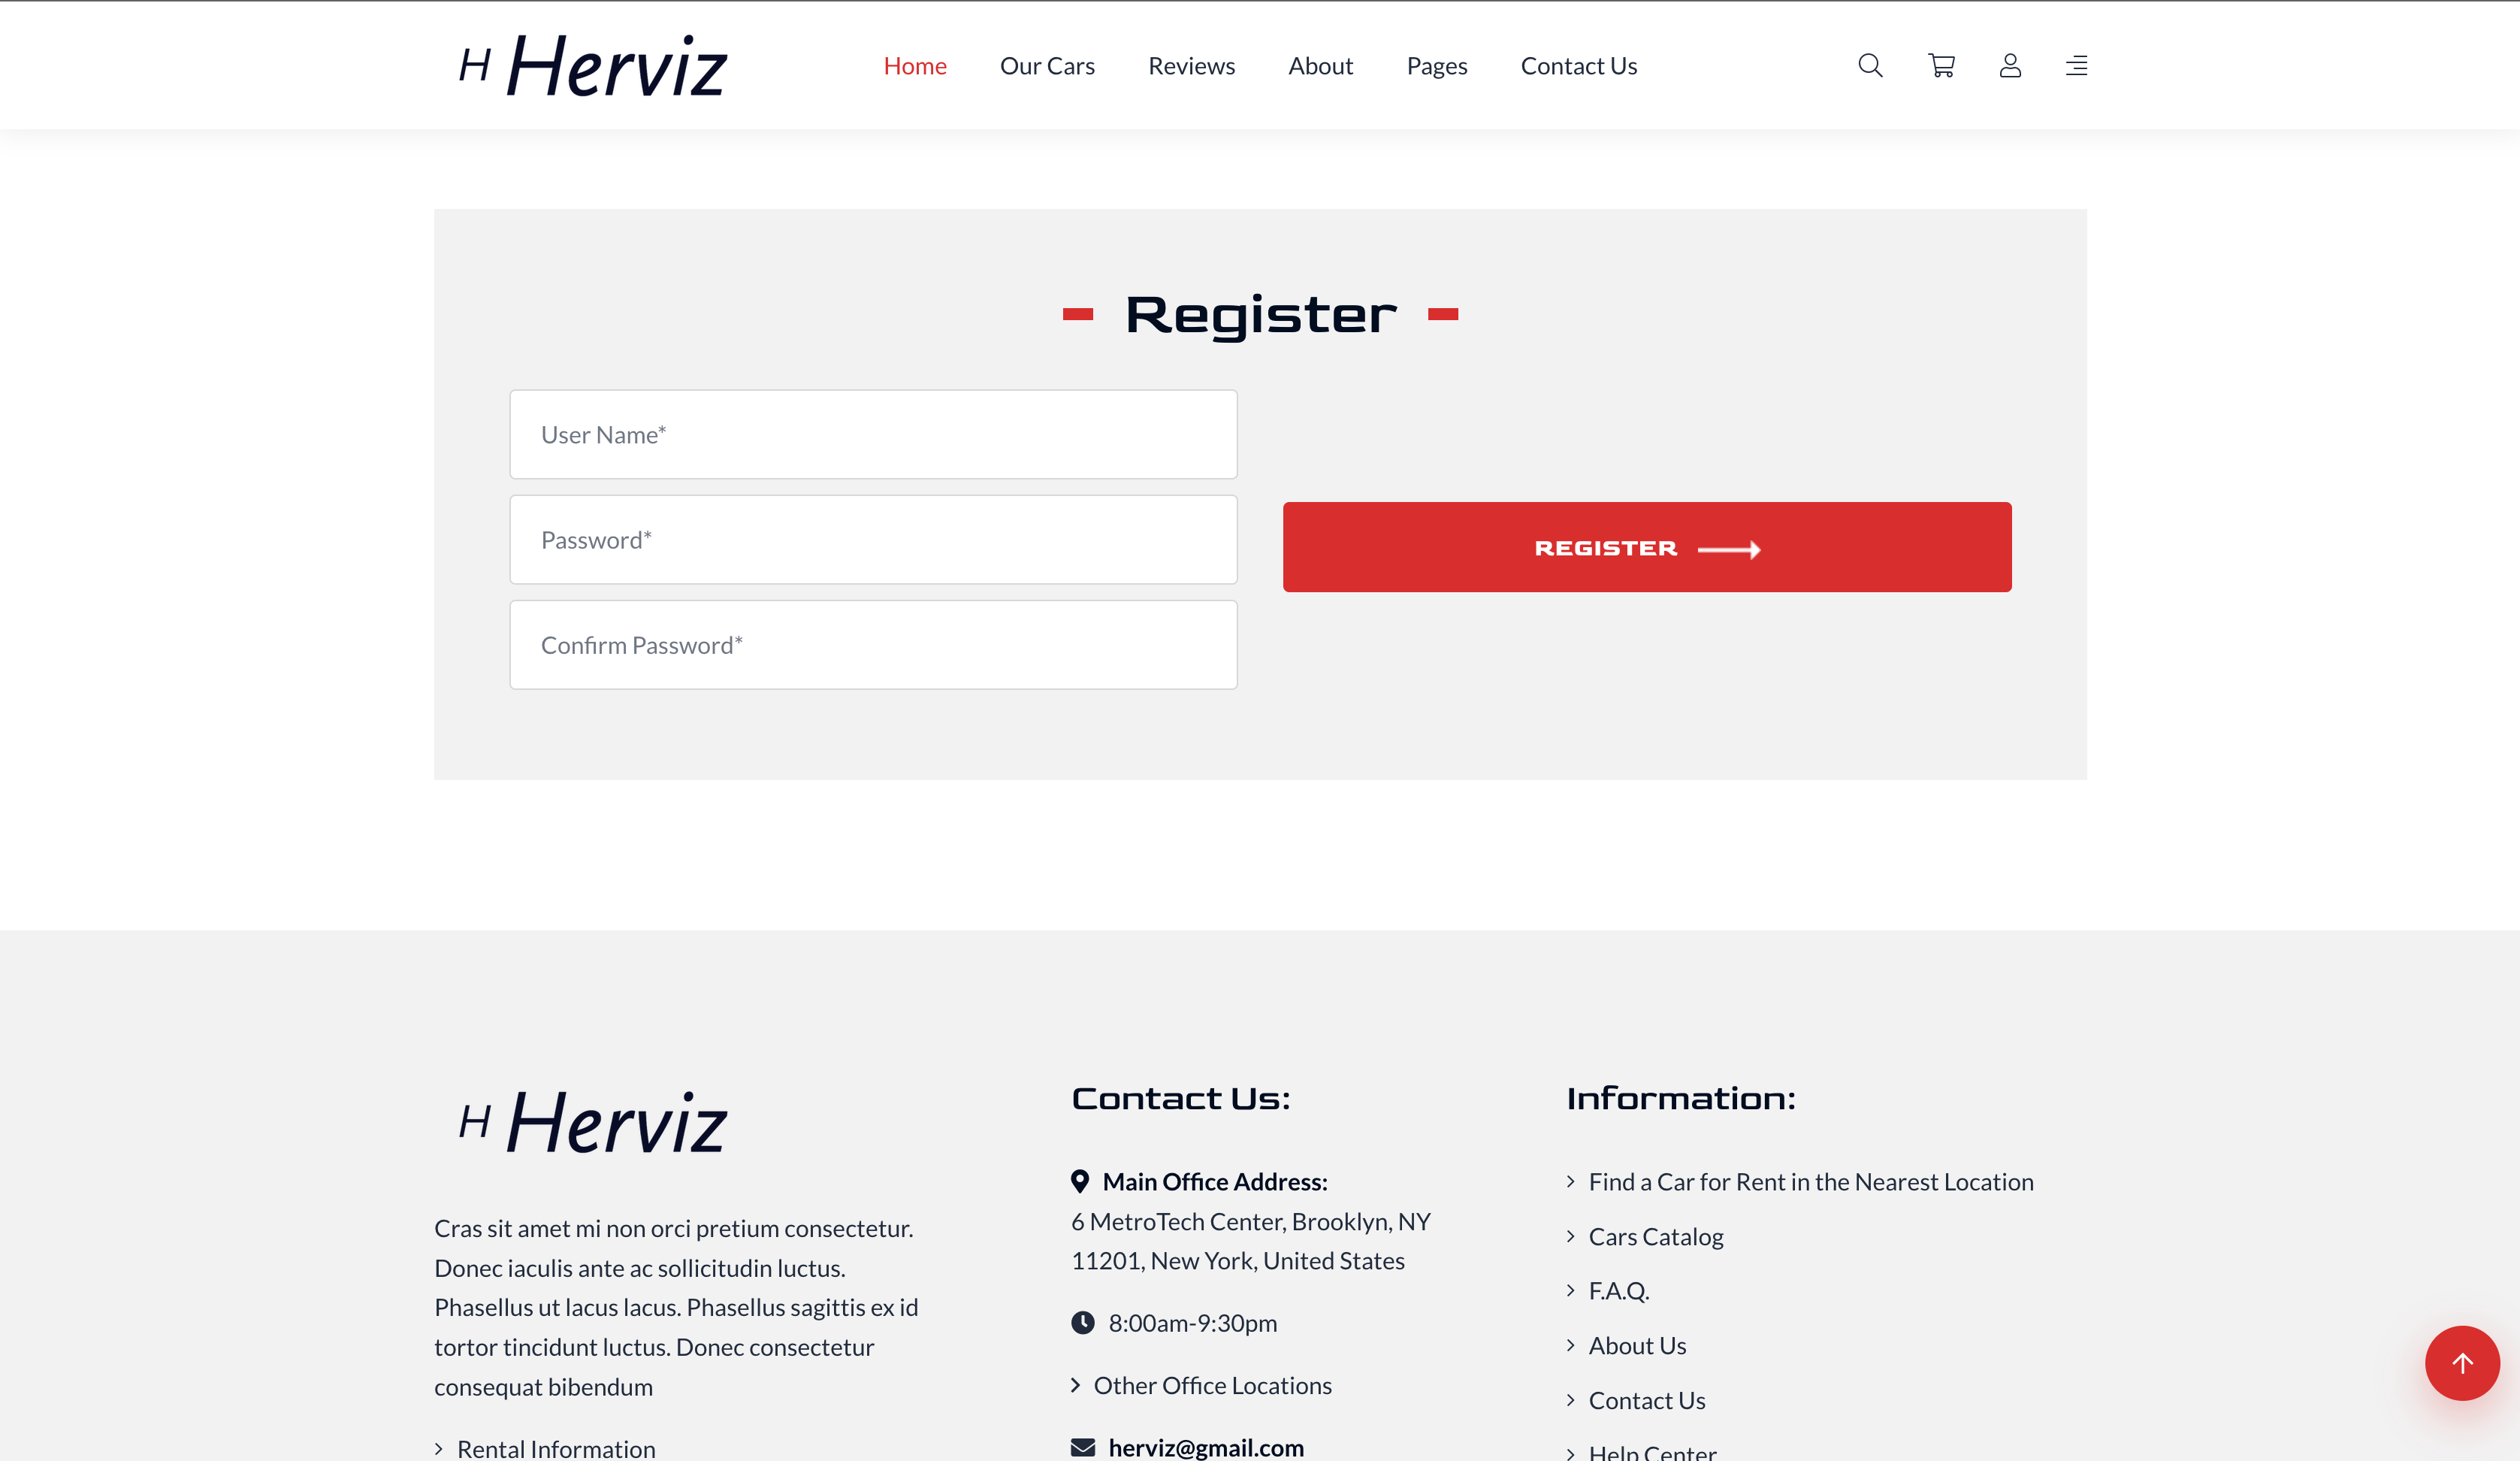 H Herviz
Home Our Cars Reviews About Pages Contact Us
Register
User Name*
Password*
Confirm Password*
REGISTER
H Herviz
Cras sit amet mi non orci pretium consectetur.
Donec iaculis ante ac sollicitudin luctus.
Phasellus ut lacus lacus. Phasellus sagittis ex id
tortor tincidunt luctus. Donec consectetur
consequat bibendum
Rental Information
Contact Us:
Main Office Address:
6 MetroTech Center, Brooklyn, NY
11201, New York, United States
8:00am-9:30pm
Other Office Locations
herviz@gmail.com
Information:
Find a Car for Rent in the Nearest Location
Cars Catalog
F.A.Q.
About Us
Contact Us
Help Center